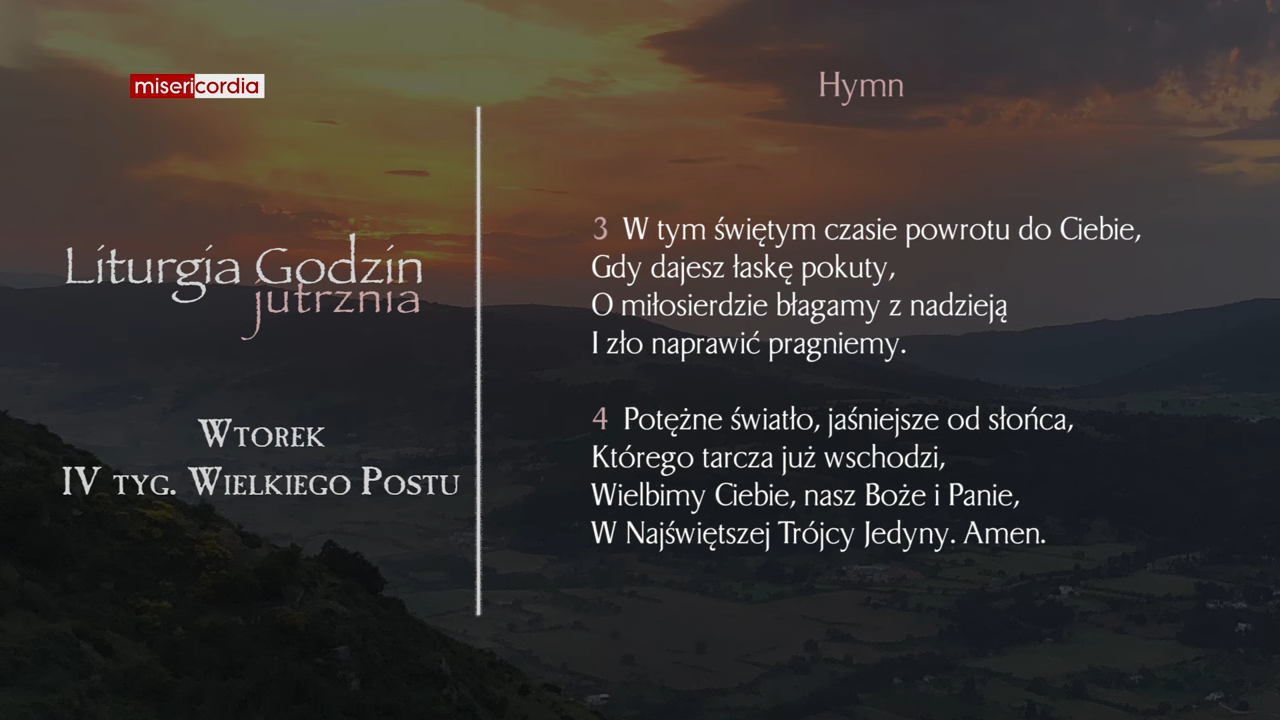 misericordia
Liturgia Godzin
jutrznia
Wtorek
IV tyg. Wielkiego Postu
Hymn
3 W tym świętym czasie powrotu do Ciebie,
Gdy dajesz łaskę pokuty,
O miłosierdzie błagamy z nadzieją
I zło naprawić pragniemy.
4 Potężne światło, jaśniejsze od słońca,
Którego tarcza już wschodzi,
Wielbimy Ciebie, nasz Boże i Panie,
W Najświętszej Trójcy Jedyny. Amen.